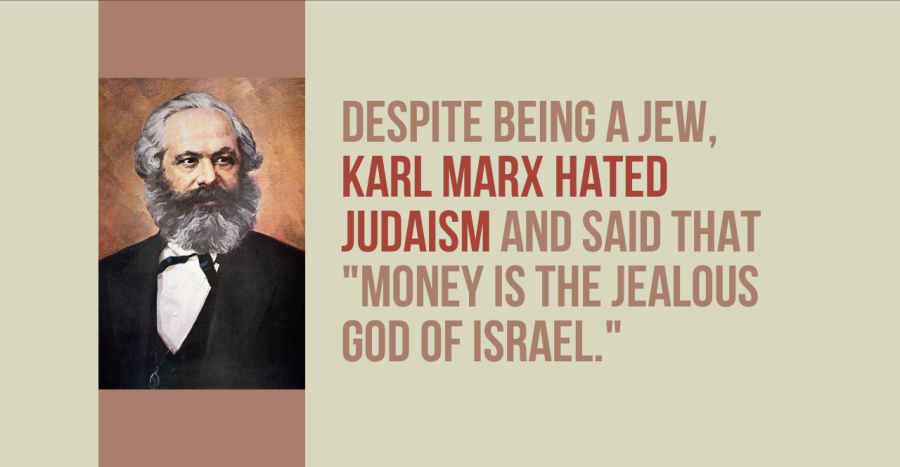 DESPITE BEING A JEW,
KARL MARX HATED
JUDAISM AND SAID THAT
"MONEY IS THE JEALOUS
GOD OF ISRAEL."